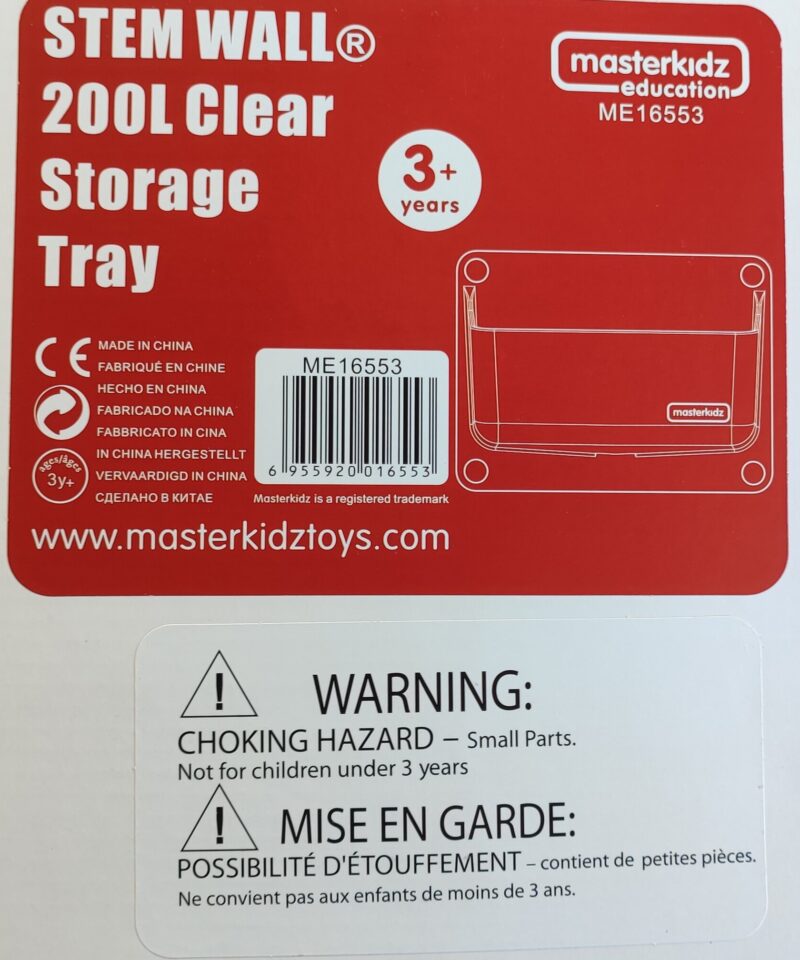 STEM WALL®
200L Clear
Storage
Tray
masterkidz
education
ME16553
3+
years
CE
MADE IN CHINA
FABRIQUÉ EN CHINE
HECHO EN CHINA
FABRICADO NA CHINA
FABBRICATO IN CINA
IN CHINA HERGESTELLT
VERVAARDIGD IN CHINA
СДЕЛАНО В КИТАЕ
ages/âges
3y+
ME16553
6 955920 016553
Masterkidz is a registered trademark
masterkidz
www.masterkidztoys.com
! WARNING:
CHOKING HAZARD – Small Parts.
Not for children under 3 years
! MISE EN GARDE:
POSSIBILITÉ D'ÉTOUFFEMENT – contient de petites pièces.
Ne convient pas aux enfants de moins de 3 ans.